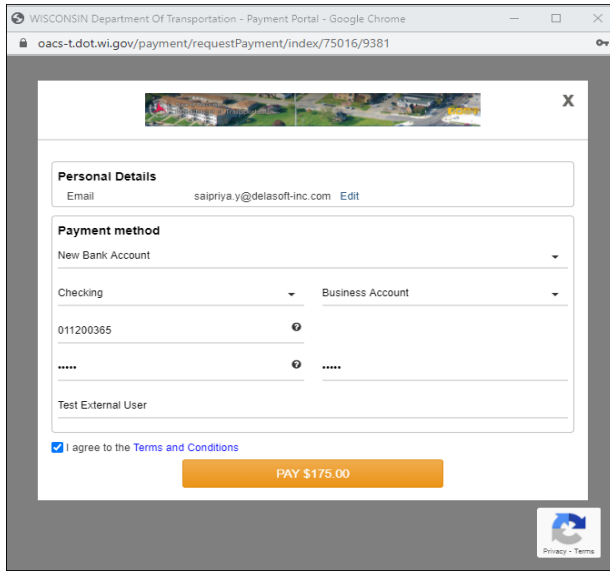 WISCONSIN Department Of Transportation - Payment Portal - Google Chrome
oacs-t.dot.wi.gov/payment/requestPayment/index/75016/9381
X
Personal Details
Email saipriya.y@delasoft-inc.com Edit
Payment method
New Bank Account
Checking Business Account
011200365
••••• •••••
Test External User
I agree to the Terms and Conditions
PAY $175.00
Privacy - Terms